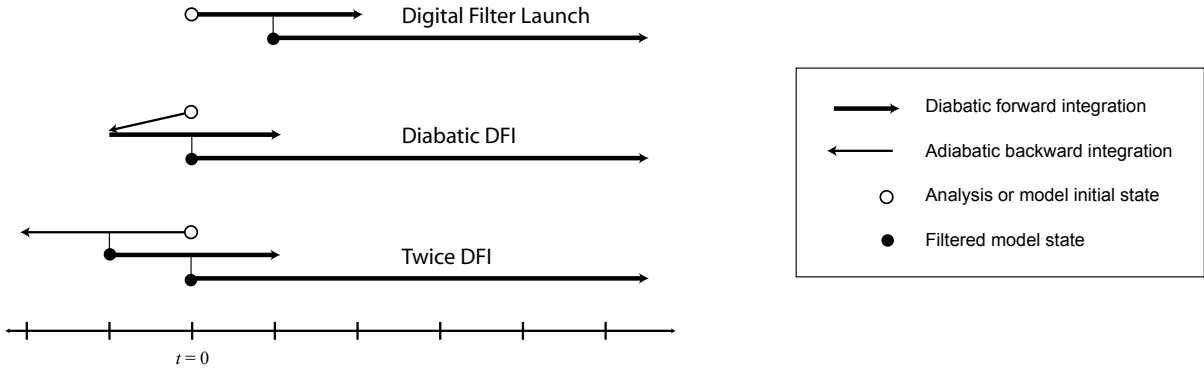 Digital Filter Launch
Diabatic DFI
Twice DFI
t = 0
Diabatic forward integration
Adiabatic backward integration
Analysis or model initial state
Filtered model state